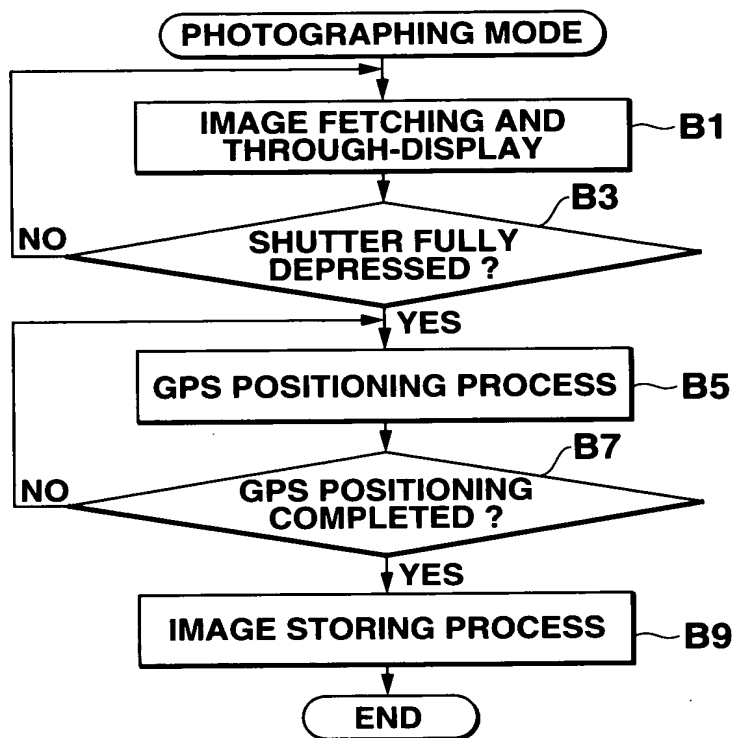 PHOTOGRAPHING MODE
IMAGE FETCHING AND
THROUGH-DISPLAY
B1
B3
SHUTTER FULLY
DEPRESSED ?
NO
YES
GPS POSITIONING PROCESS
B5
B7
GPS POSITIONING
COMPLETED ?
NO
YES
IMAGE STORING PROCESS
B9
END